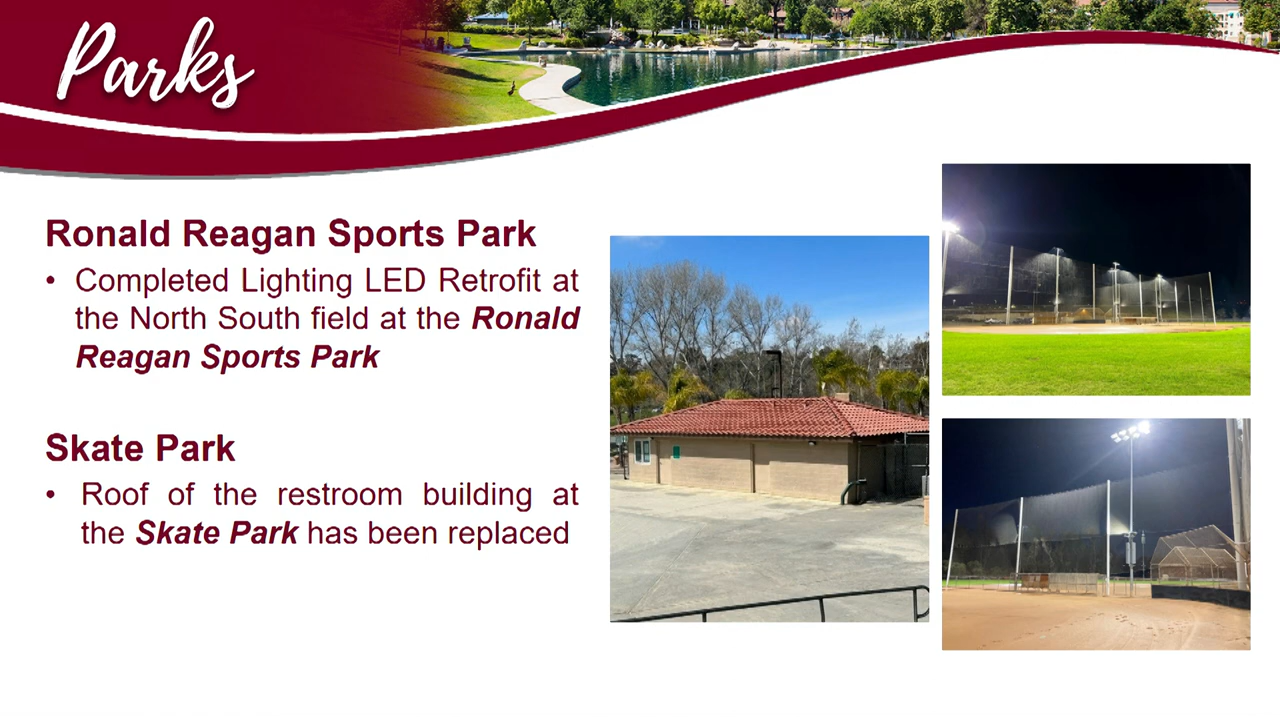 Parks
Ronald Reagan Sports Park
• Completed Lighting LED Retrofit at
the North South field at the Ronald
Reagan Sports Park
Skate Park
• Roof of the restroom building at
the Skate Park has been replaced